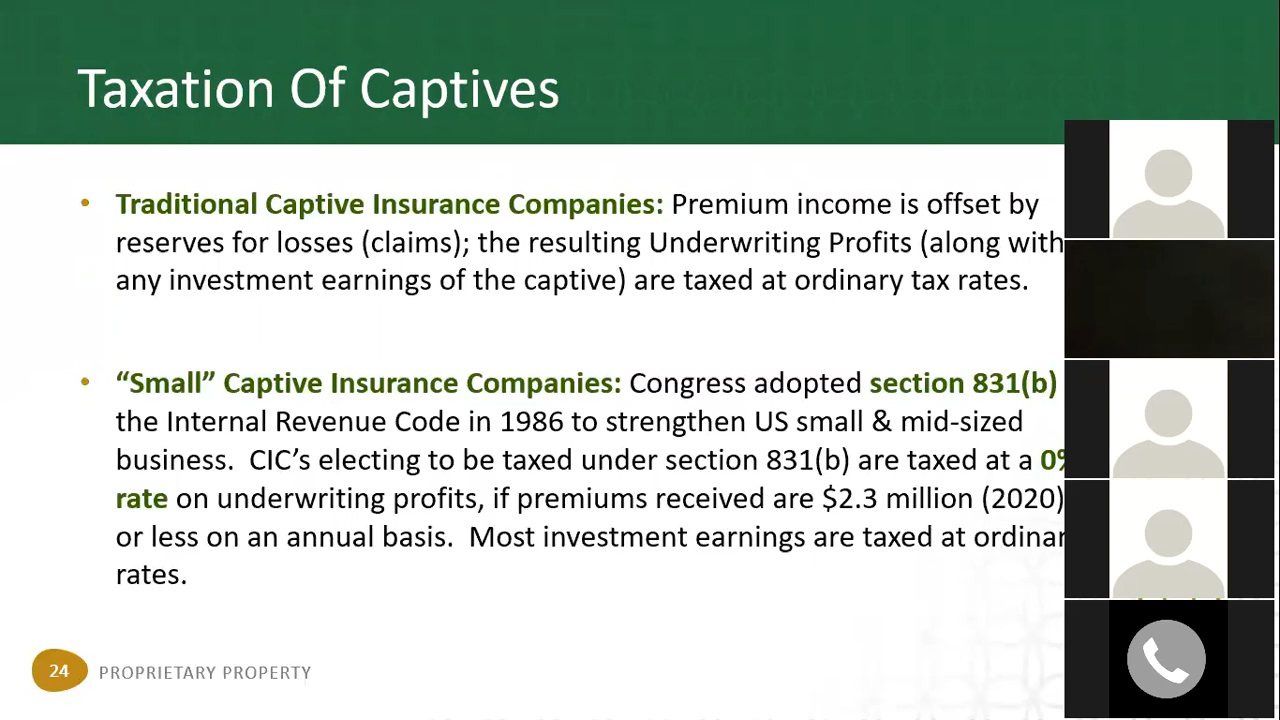 Taxation Of Captives
• Traditional Captive Insurance Companies: Premium income is offset by
reserves for losses (claims); the resulting Underwriting Profits (along with
any investment earnings of the captive) are taxed at ordinary tax rates.
• “Small” Captive Insurance Companies: Congress adopted section 831(b)
the Internal Revenue Code in 1986 to strengthen US small & mid-sized
business. CIC’s electing to be taxed under section 831(b) are taxed at a
rate on underwriting profits, if premiums received are $2.3 million (2020)
or less on an annual basis. Most investment earnings are taxed at
rates.
24 PROPRIETARY PROPERTY